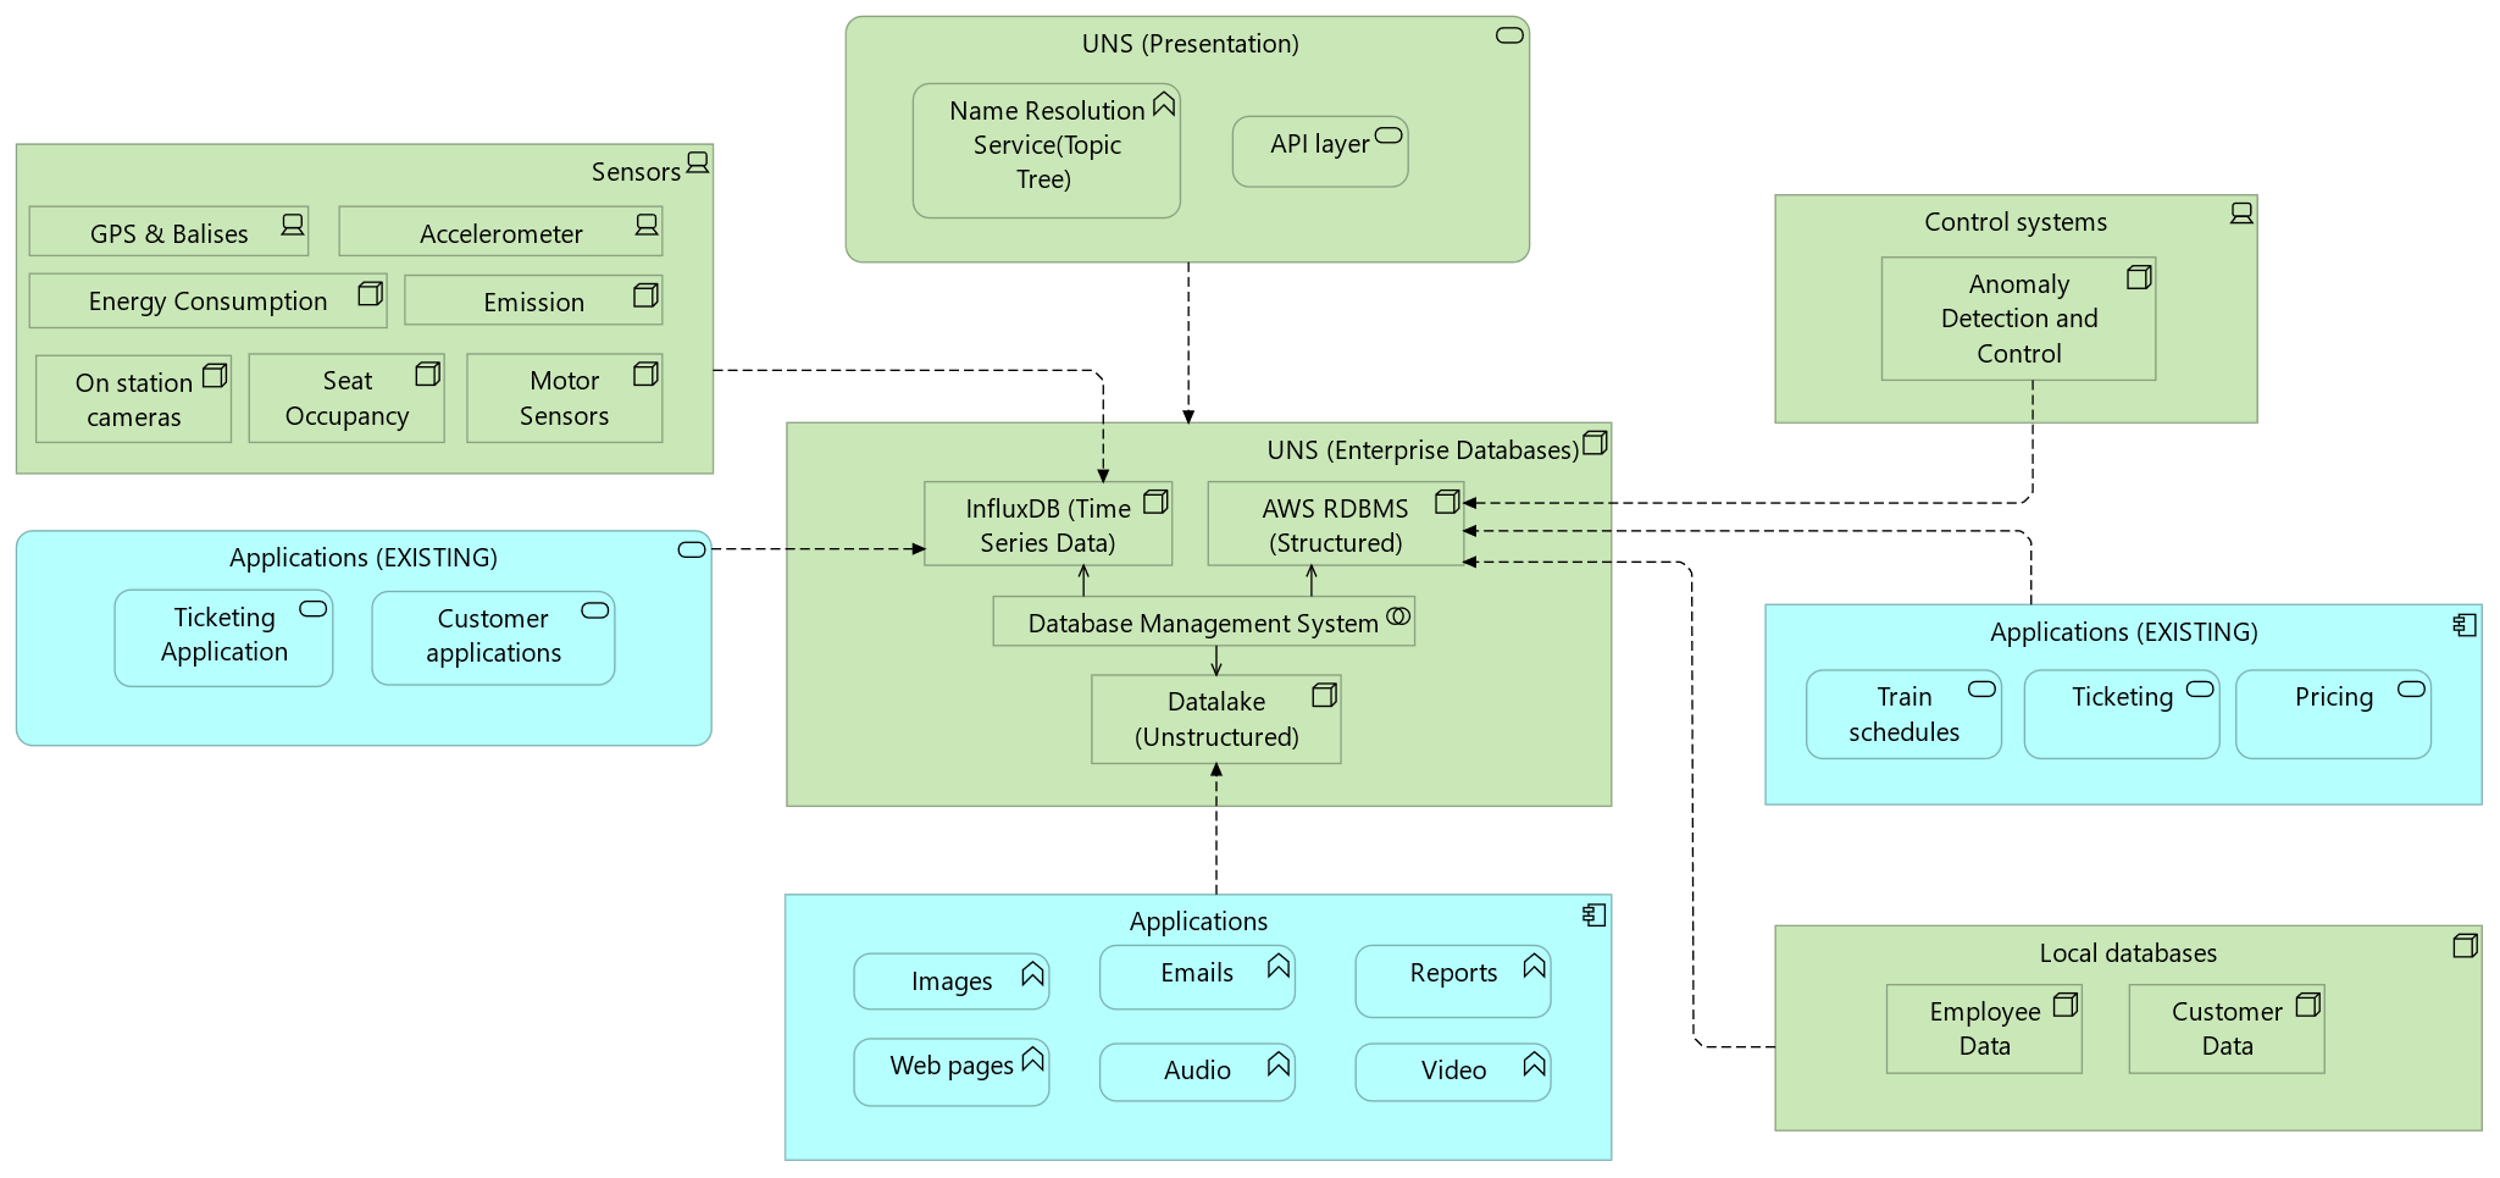 UNS (Presentation)
Name Resolution
Service(Topic
Tree)
API layer
Sensors
GPS & Balises
Accelerometer
Energy Consumption
Emission
On station
cameras
Seat
Occupancy
Motor
Sensors
Control systems
Anomaly
Detection and
Control
UNS (Enterprise Databases)
InfluxDB (Time
Series Data)
AWS RDBMS
(Structured)
Database Management System
Datalake
(Unstructured)
Applications (EXISTING)
Ticketing
Application
Customer
applications
Applications (EXISTING)
Train
schedules
Ticketing
Pricing
Applications
Images
Emails
Reports
Web pages
Audio
Video
Local databases
Employee
Data
Customer
Data